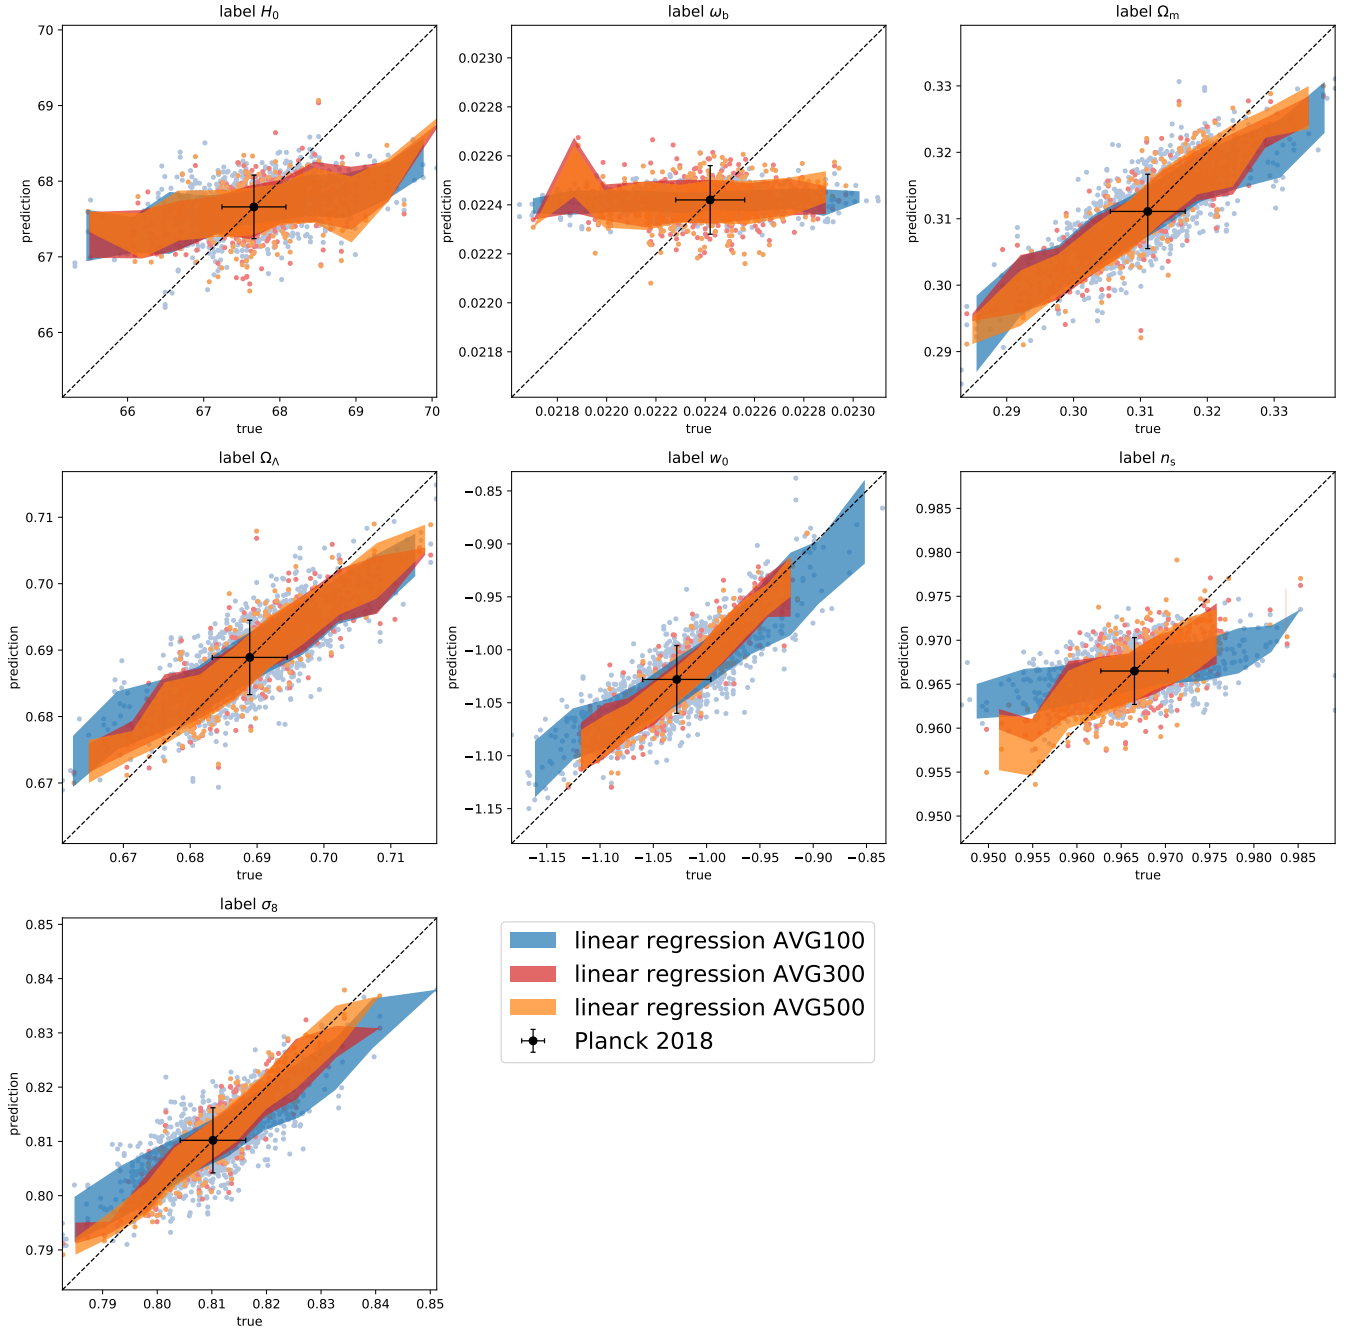 label H₀
70
69
68
67
66
prediction
66 67 68 69 70
true
label ω_b
0.0230
0.0228
0.0226
0.0224
0.0222
0.0220
0.0218
prediction
0.0218 0.0220 0.0222 0.0224 0.0226 0.0228 0.0230
true
label Ω_m
0.33
0.32
0.31
0.30
0.29
prediction
0.29 0.30 0.31 0.32 0.33
true
label Ω_Λ
0.71
0.70
0.69
0.68
0.67
prediction
0.67 0.68 0.69 0.70 0.71
true
label w₀
−0.85
−0.90
−0.95
−1.00
−1.05
−1.10
−1.15
prediction
−1.15 −1.10 −1.05 −1.00 −0.95 −0.90 −0.85
true
label n_s
0.985
0.980
0.975
0.970
0.965
0.960
0.955
0.950
prediction
0.950 0.955 0.960 0.965 0.970 0.975 0.980 0.985
true
label σ₈
0.85
0.84
0.83
0.82
0.81
0.80
0.79
prediction
0.79 0.80 0.81 0.82 0.83 0.84 0.85
true
linear regression AVG100
linear regression AVG300
linear regression AVG500
Planck 2018